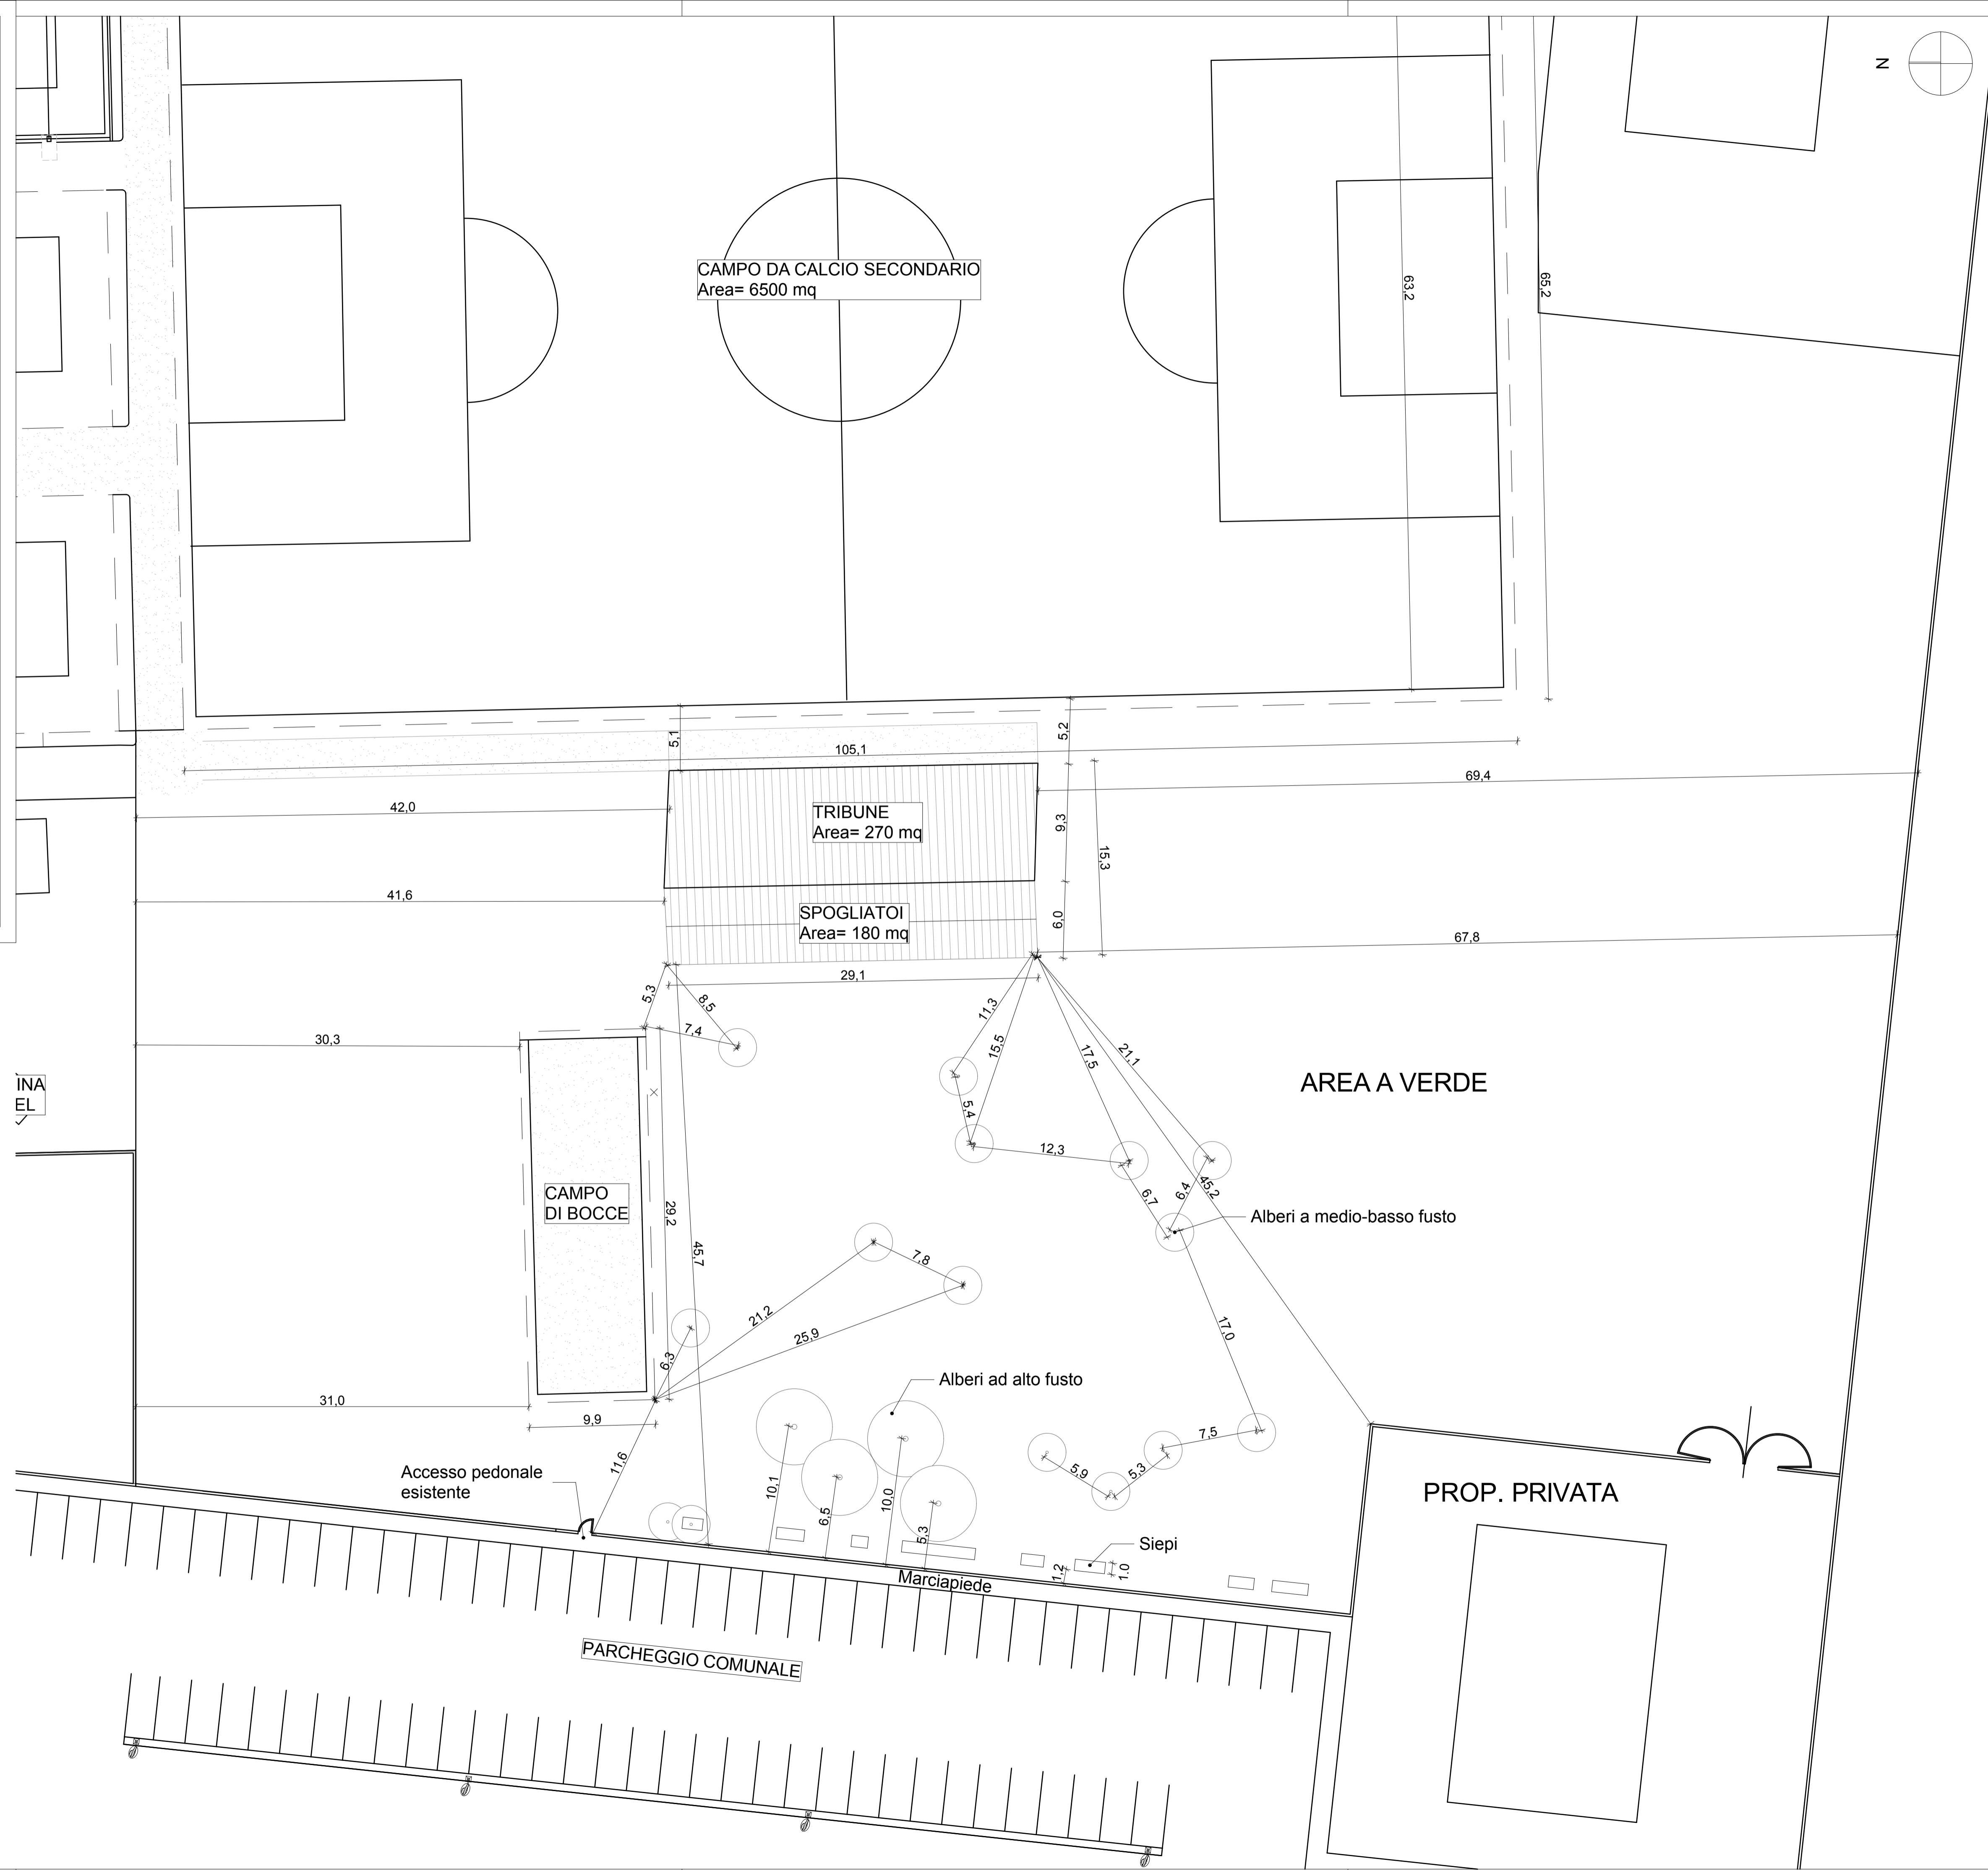 N
CAMPO DA CALCIO SECONDARIO
Area= 6500 mq
63,2
65,2
5,1
5,2
105,1
69,4
42,0
TRIBUNE
Area= 270 mq
9,3
15,3
41,6
SPOGLIATOI
Area= 180 mq
6,0
67,8
29,1
5,3
8,5
7,4
11,3
15,5
17,5
21,1
30,3
INA
EL
AREA A VERDE
5,4
12,3
6,7
6,4
45,2
CAMPO
DI BOCCE
29,2
45,7
Alberi a medio-basso fusto
7,8
21,2
25,9
17,0
6,3
Alberi ad alto fusto
31,0
9,9
11,6
7,5
5,9
5,3
Accesso pedonale
esistente
10,1
6,5
10,0
5,3
PROP. PRIVATA
Siepi
1,2
1,0
Marciapiede
PARCHEGGIO COMUNALE